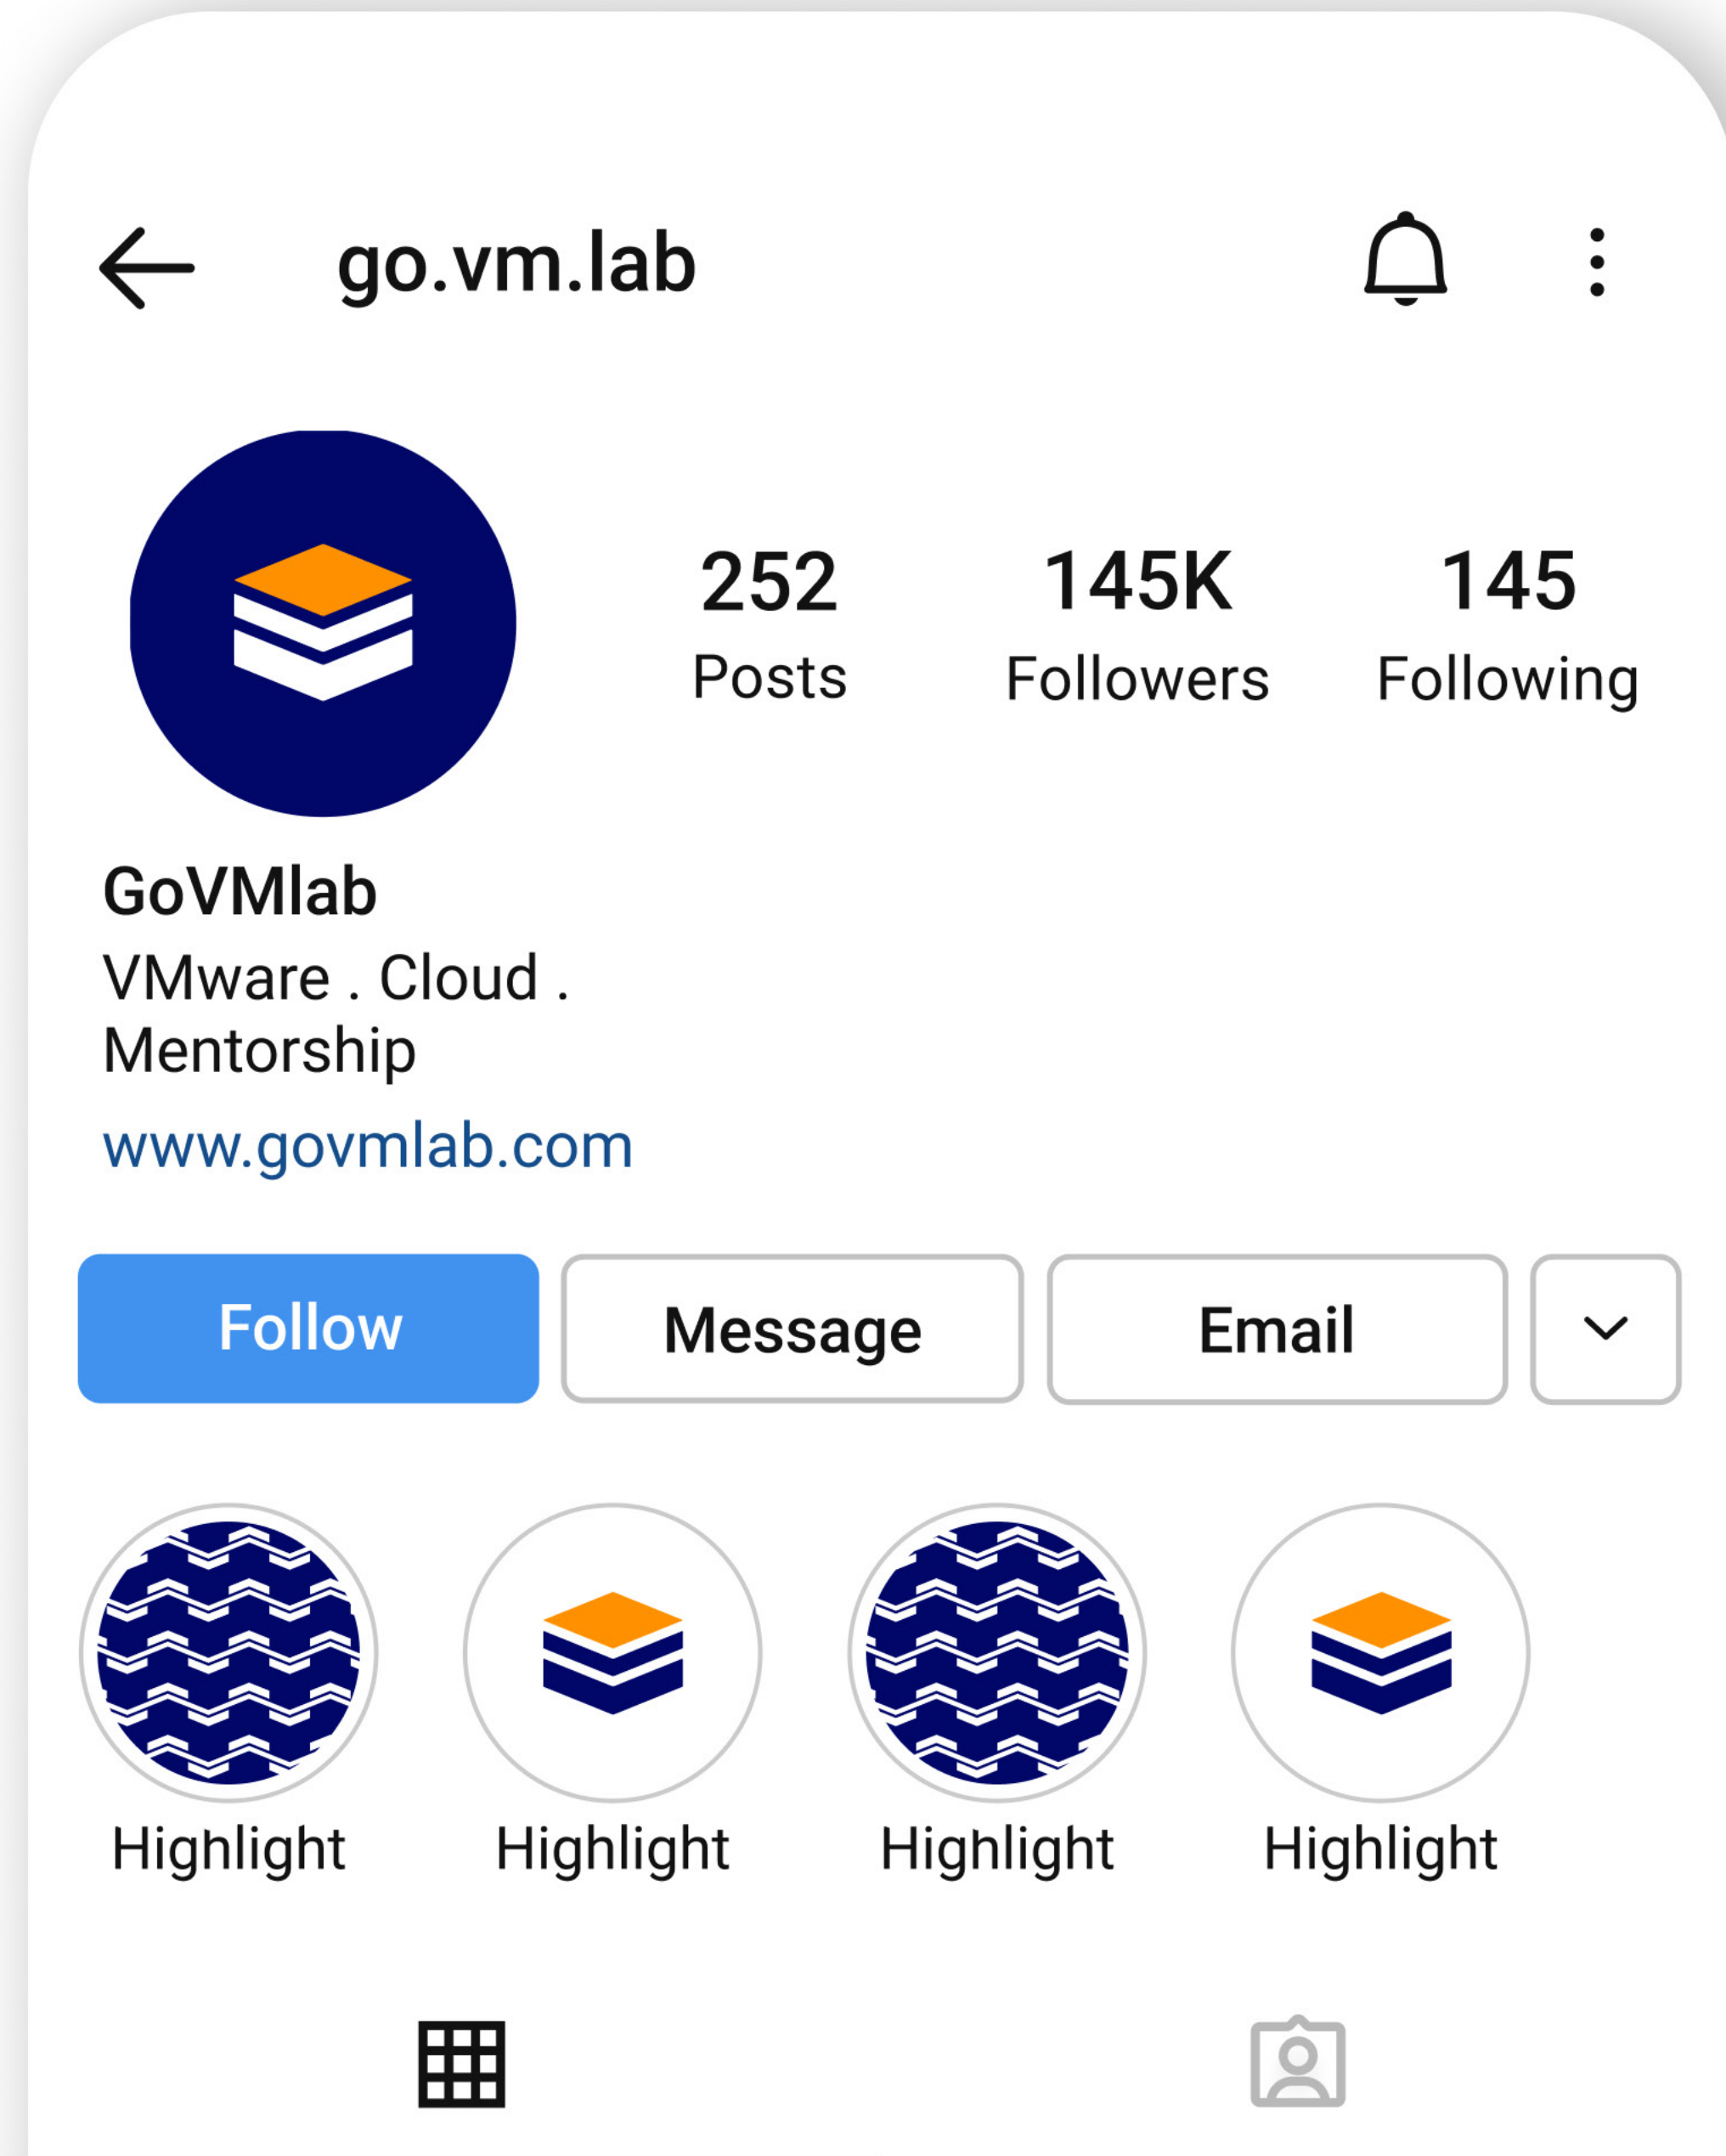 go.vm.lab
252 145K 145
Posts Followers Following
GoVMlab
VMware . Cloud .
Mentorship
www.govmlab.com
Follow Message Email
Highlight Highlight Highlight Highlight